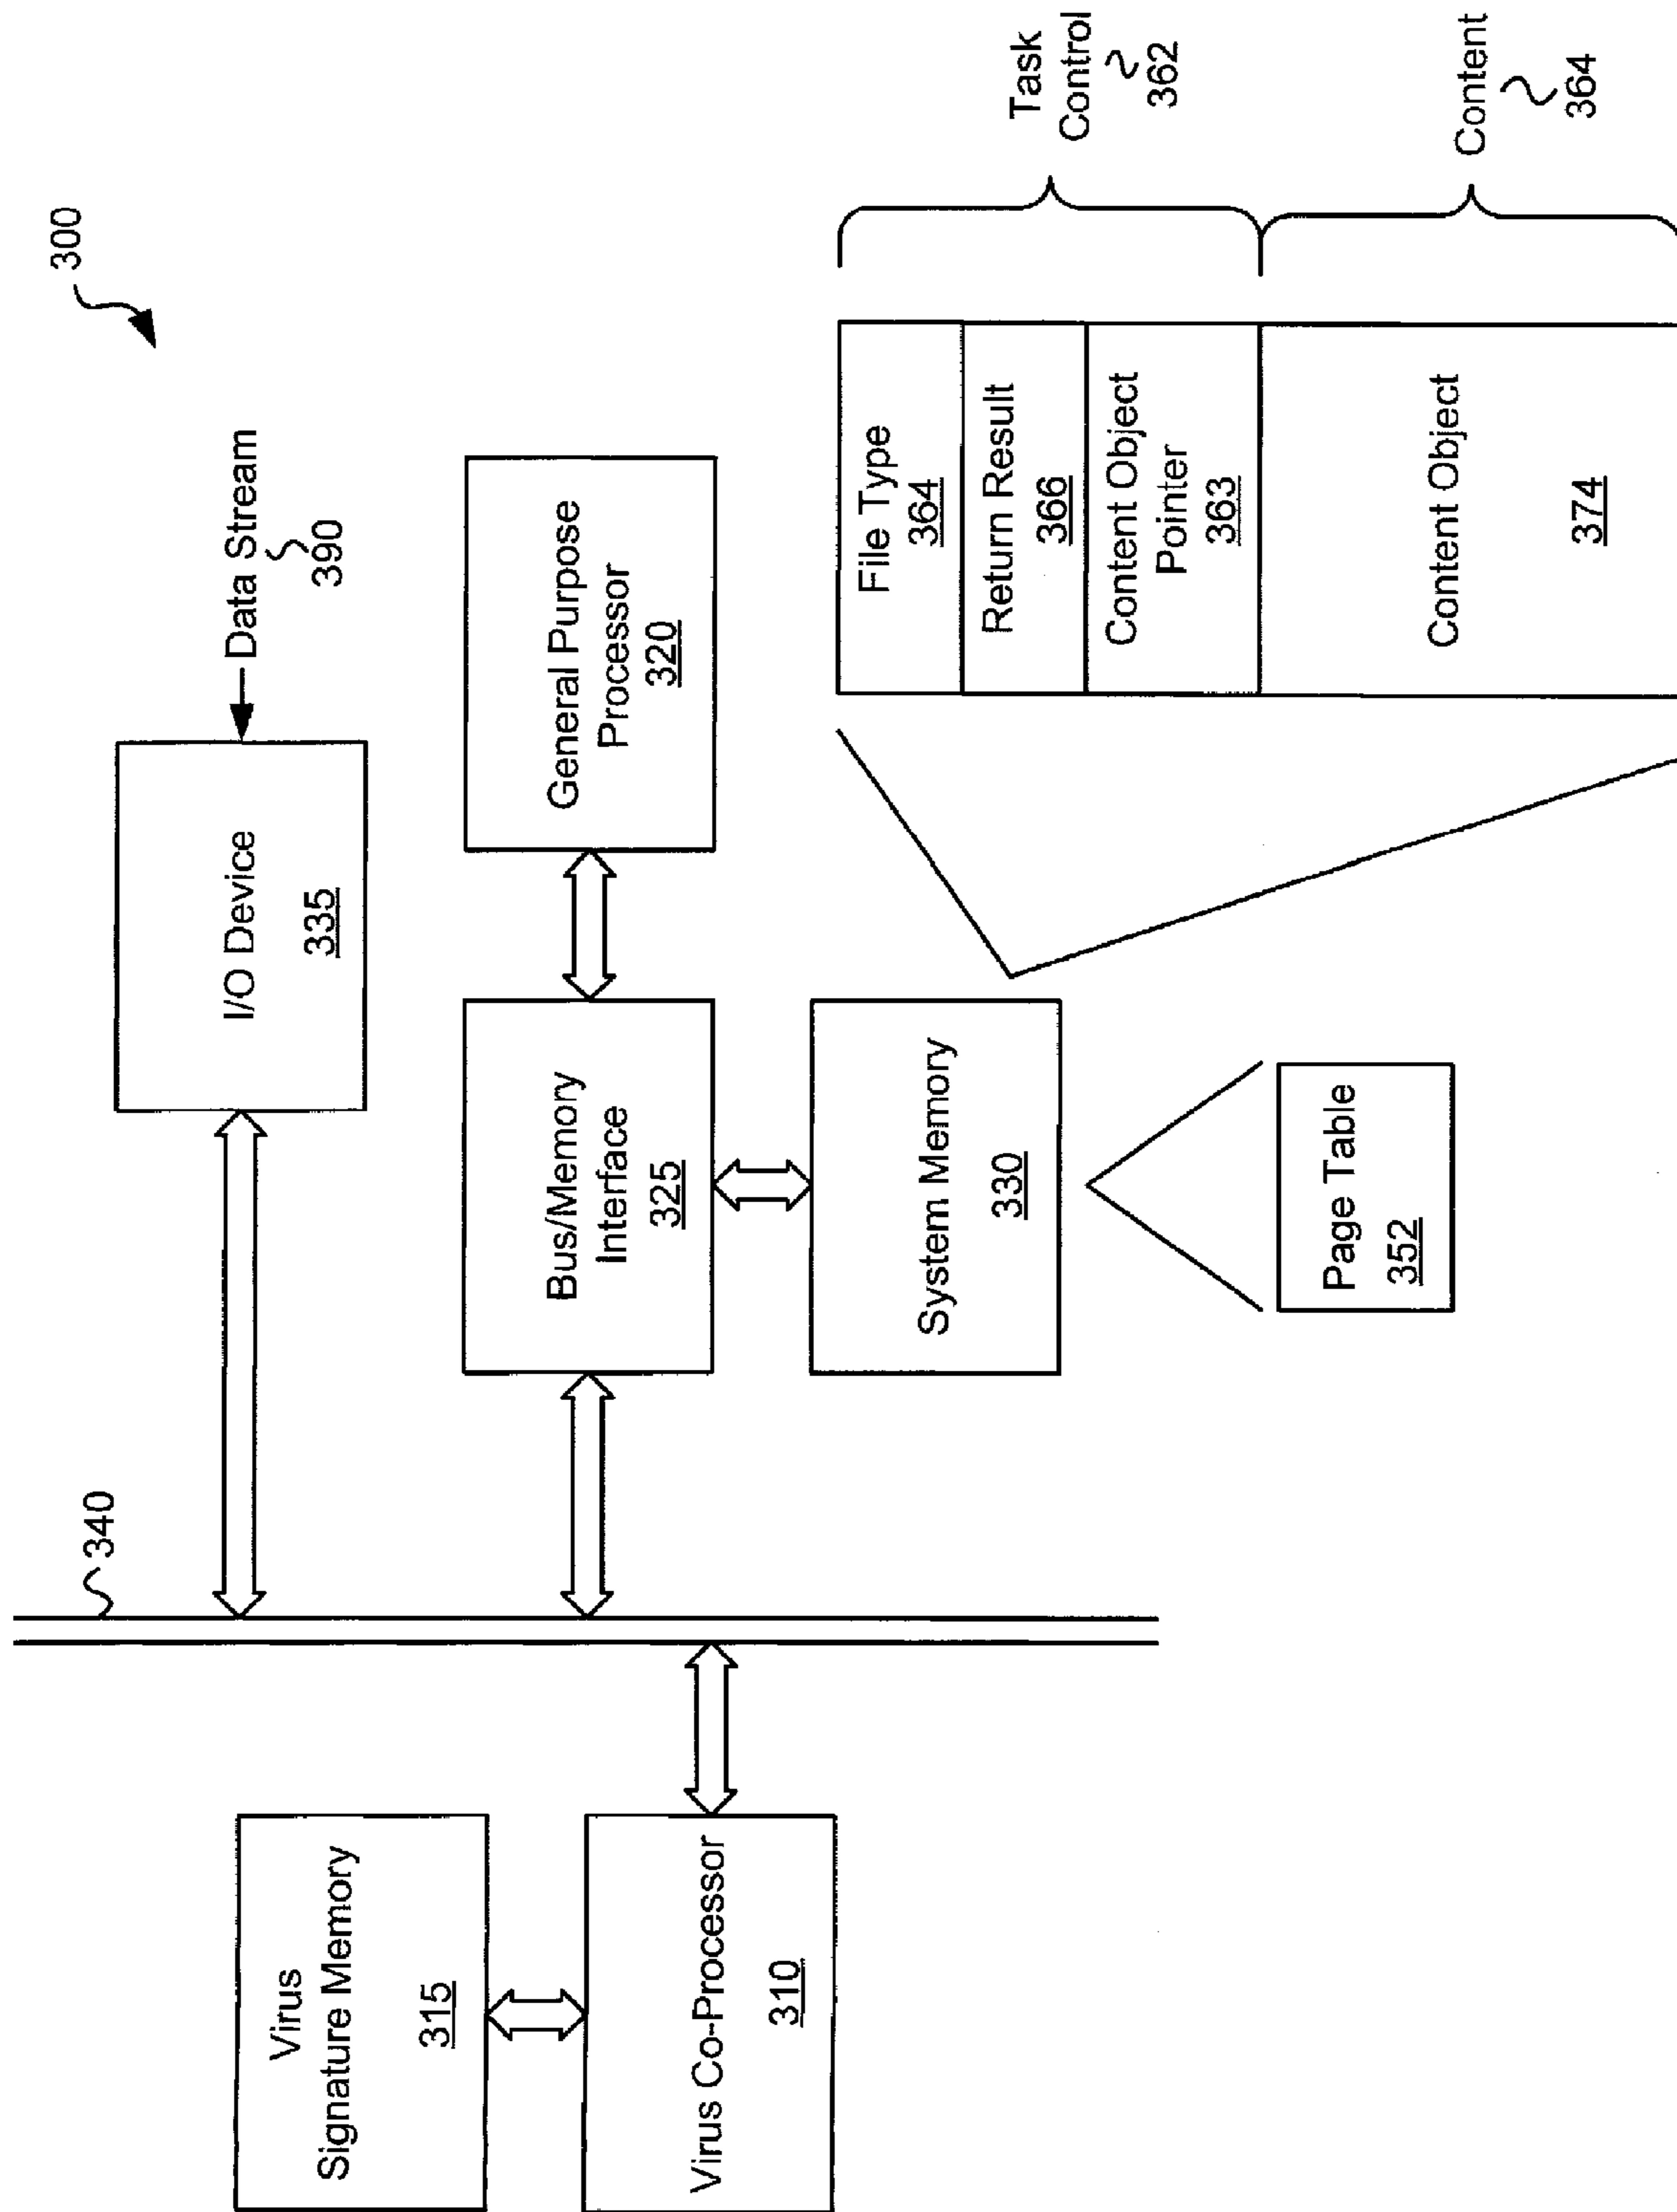 300
340
Data Stream
390
I/O Device
335
Virus
Signature Memory
315
Bus/Memory
Interface
325
General Purpose
Processor
320
Virus Co-Processor
310
System Memory
330
Page Table
352
File Type
364
Return Result
366
Content Object
Pointer
363
Content Object
374
Task
Control
362
Content
364